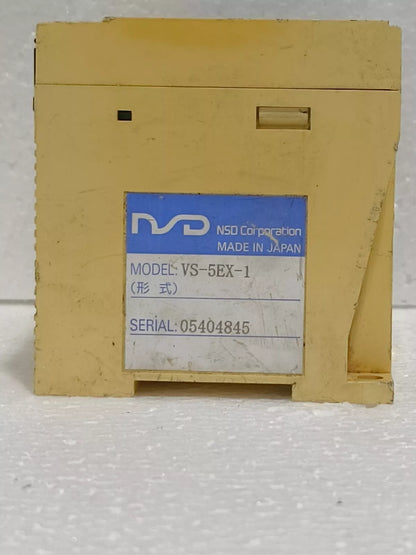 NSD NSD Corporation
MADE IN JAPAN
MODEL: VS-5EX-1
(形 式)
SERIAL: 05404845